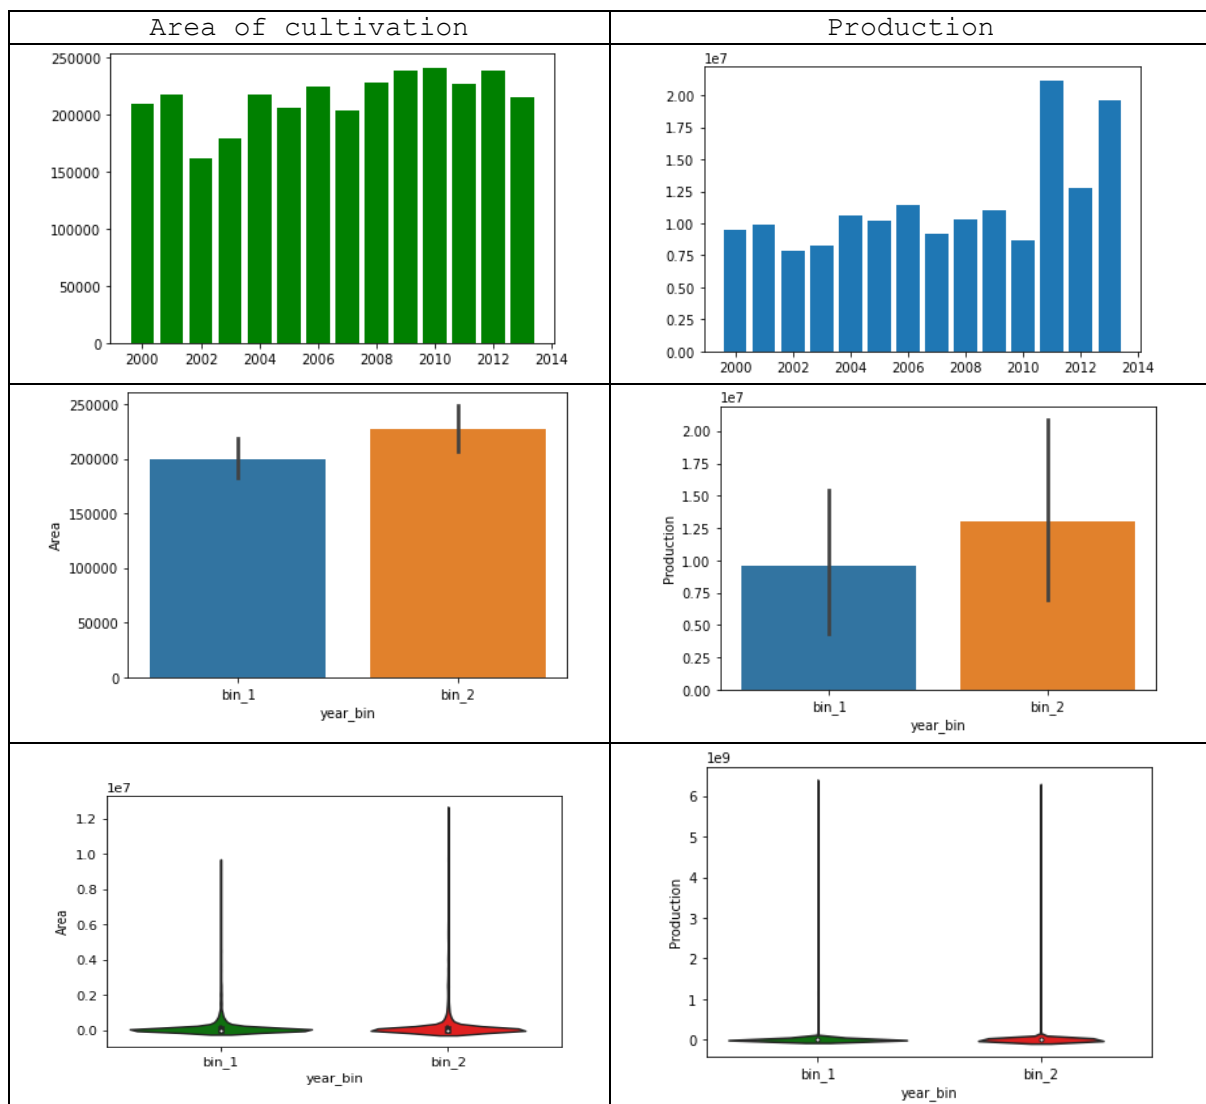 Area of cultivation
Production
250000
200000
150000
100000
50000
0
2000 2002 2004 2006 2008 2010 2012 2014
1e7
2.00
1.75
1.50
1.25
1.00
0.75
0.50
0.25
0.00
2000 2002 2004 2006 2008 2010 2012 2014
250000
200000
150000
100000
50000
0
Area
bin_1 bin_2
year_bin
1e7
2.00
1.75
1.50
1.25
1.00
0.75
0.50
0.25
0.00
Production
bin_1 bin_2
year_bin
1e7
1.2
1.0
0.8
0.6
0.4
0.2
0.0
Area
bin_1 bin_2
year_bin
1e9
6
5
4
3
2
1
0
Production
bin_1 bin_2
year_bin